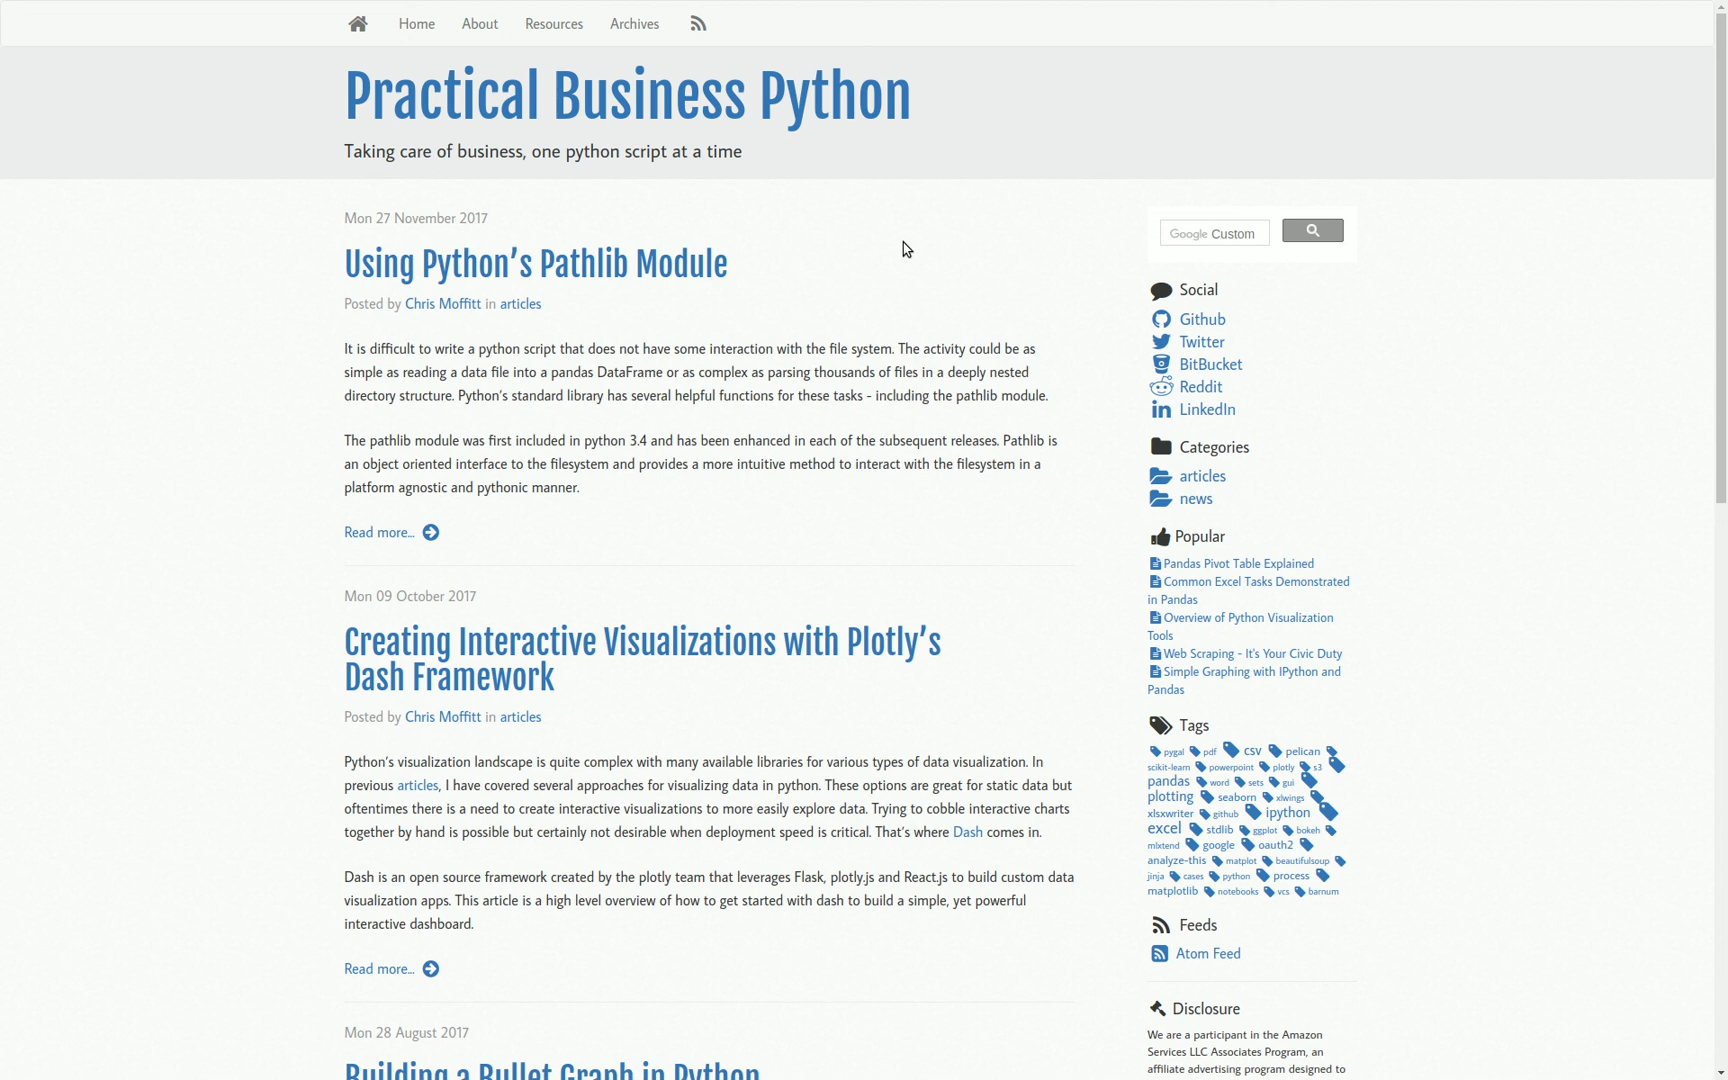 Home About Resources Archives
Practical Business Python
Taking care of business, one python script at a time
Mon 27 November 2017
Using Python’s Pathlib Module
Posted by Chris Moffitt in articles
It is difficult to write a python script that does not have some interaction with the file system. The activity could be as
simple as reading a data file into a pandas DataFrame or as complex as parsing thousands of files in a deeply nested
directory structure. Python’s standard library has several helpful functions for these tasks - including the pathlib module.
The pathlib module was first included in python 3.4 and has been enhanced in each of the subsequent releases. Pathlib is
an object oriented interface to the filesystem and provides a more intuitive method to interact with the filesystem in a
platform agnostic and pythonic manner.
Read more...
Mon 09 October 2017
Creating Interactive Visualizations with Plotly’s
Dash Framework
Posted by Chris Moffitt in articles
Python’s visualization landscape is quite complex with many available libraries for various types of data visualization. In
previous articles, I have covered several approaches for visualizing data in python. These options are great for static data but
oftentimes there is a need to create interactive visualizations to more easily explore data. Trying to cobble interactive charts
together by hand is possible but certainly not desirable when deployment speed is critical. That’s where Dash comes in.
Dash is an open source framework created by the plotly team that leverages Flask, plotly.js and React.js to build custom data
visualization apps. This article is a high level overview of how to get started with dash to build a simple, yet powerful
interactive dashboard.
Read more...
Mon 28 August 2017
Building a Bullet Graph in Python
Google Custom
Social
Github
Twitter
BitBucket
Reddit
LinkedIn
Categories
articles
news
Popular
Pandas Pivot Table Explained
Common Excel Tasks Demonstrated
in Pandas
Overview of Python Visualization
Tools
Web Scraping - It's Your Civic Duty
Simple Graphing with IPython and
Pandas
Tags
pygal pdf csv pelican
scikit-learn powerpoint plotly s3
pandas word sets gui
plotting seaborn xlwings
xlsxwriter github ipython
excel stdlib ggplot bokeh
mlxtend google oauth2
analyze-this matplot beautifulsoup
jinja cases python process
matplotlib notebooks vcs barnum
Feeds
Atom Feed
Disclosure
We are a participant in the Amazon
Services LLC Associates Program, an
affiliate advertising program designed to